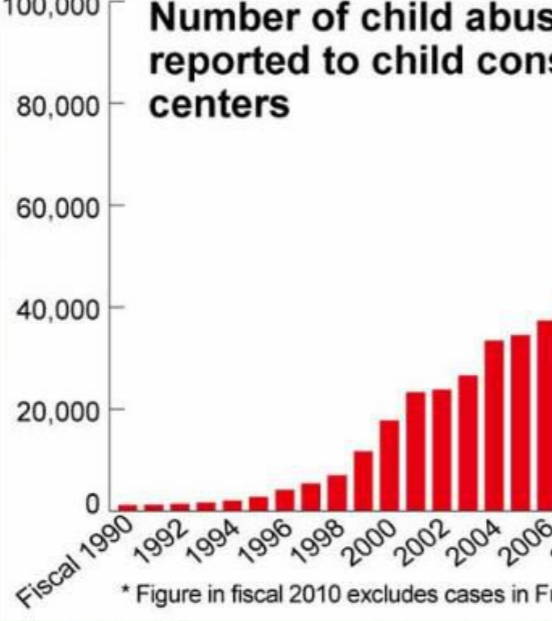 100,000
Number of child abus
reported to child cons
centers
80,000
60,000
40,000
20,000
0
Fiscal 1990
1992
1994
1996
1998
2000
2002
2004
2006
* Figure in fiscal 2010 excludes cases in F